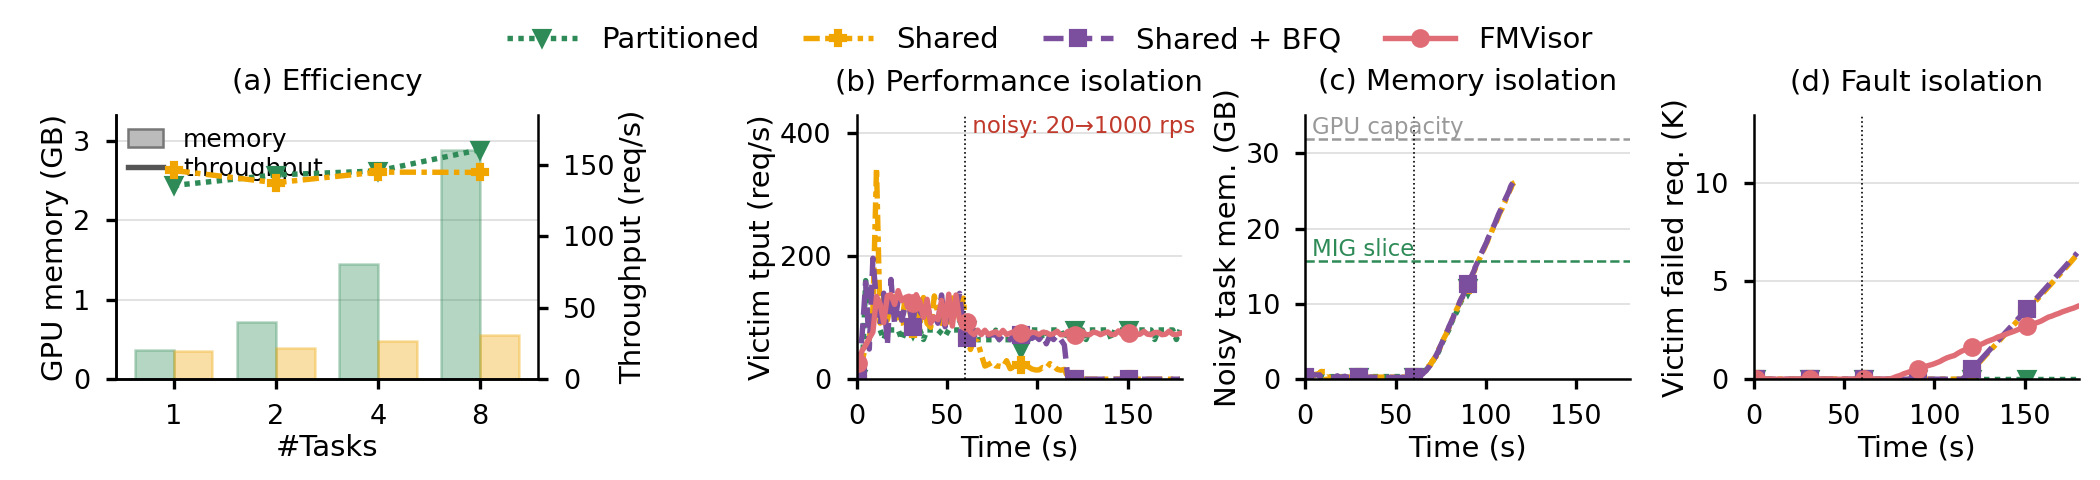 Partitioned Shared Shared + BFQ FMVisor
(a) Efficiency
GPU memory (GB)
3
2
1
0
memory
throughput
150
100
50
0
Throughput (req/s)
1 2 4 8
#Tasks
(b) Performance isolation
Victim tput (req/s)
400
200
0
noisy: 20→1000 rps
0 50 100 150
Time (s)
(c) Memory isolation
Noisy task mem. (GB)
30
20
10
0
GPU capacity
MIG slice
0 50 100 150
Time (s)
(d) Fault isolation
Victim failed req. (K)
10
5
0
0 50 100 150
Time (s)